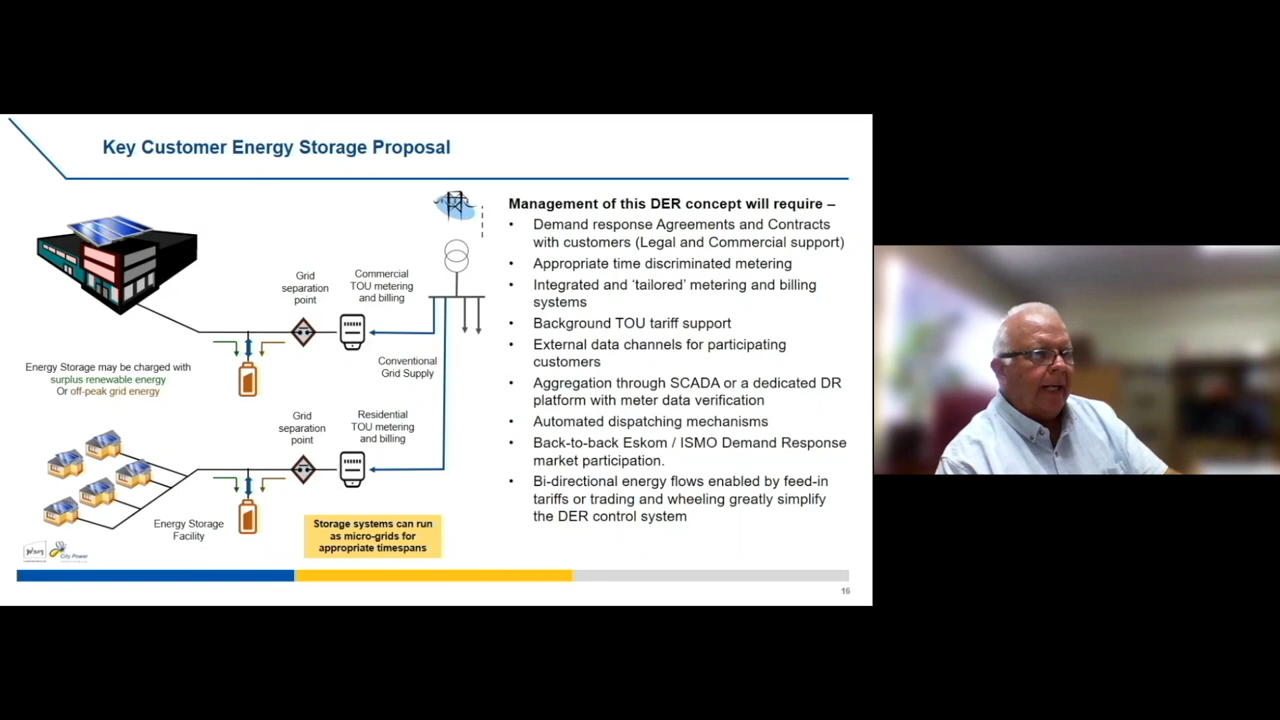 Key Customer Energy Storage Proposal
Grid
separation
point
Commercial
TOU metering
and billing
Energy Storage may be charged with
surplus renewable energy
Or off-peak grid energy
Conventional
Grid Supply
Grid
separation
point
Residential
TOU metering
and billing
Energy Storage
Facility
Storage systems can run
as micro-grids for
appropriate timespans
Management of this DER concept will require –
• Demand response Agreements and Contracts
with customers (Legal and Commercial support)
• Appropriate time discriminated metering
• Integrated and ‘tailored’ metering and billing
systems
• Background TOU tariff support
• External data channels for participating
customers
• Aggregation through SCADA or a dedicated DR
platform with meter data verification
• Automated dispatching mechanisms
• Back-to-back Eskom / ISMO Demand Response
market participation.
• Bi-directional energy flows enabled by feed-in
tariffs or trading and wheeling greatly simplify
the DER control system
City Power
16